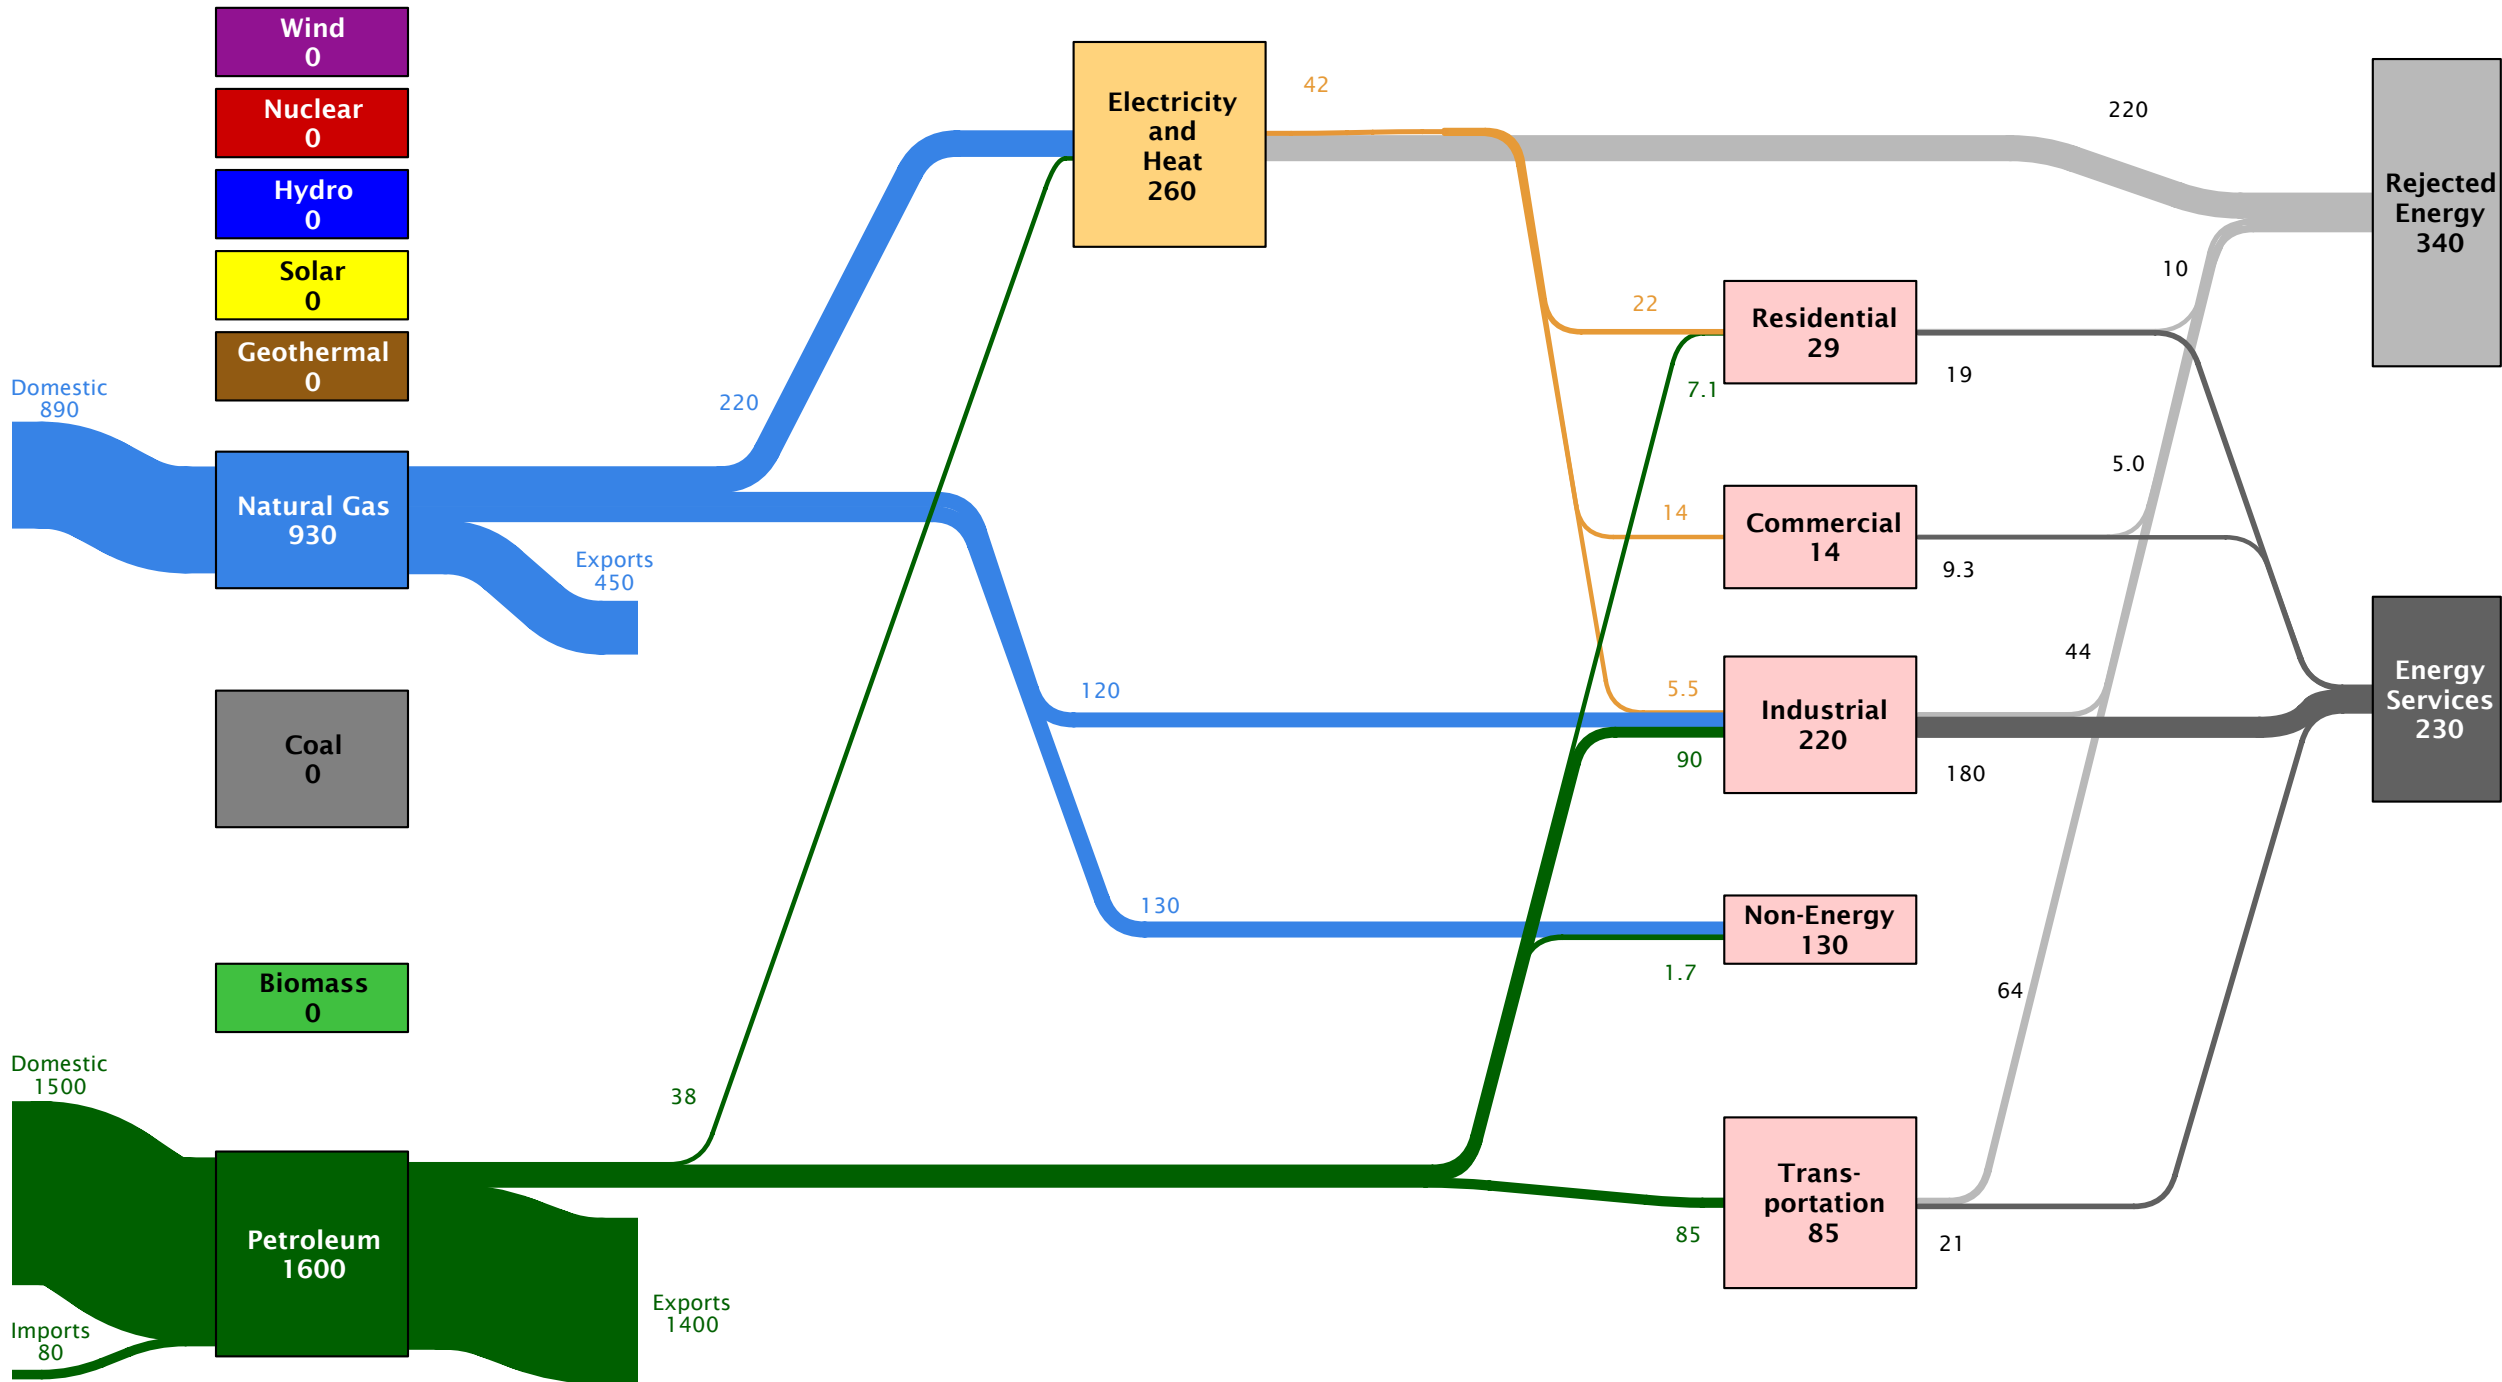 Wind
0
Nuclear
0
Hydro
0
Solar
0
Geothermal
0
Domestic
890
Natural Gas
930
Exports
450
Coal
0
Biomass
0
Domestic
1500
Petroleum
1600
Imports
80
Exports
1400
220
38
120
130
Electricity
and
Heat
260
42
22
7.1
14
5.5
90
1.7
85
Residential
29
Commercial
14
Industrial
220
Non-Energy
130
Trans-
portation
85
19
9.3
180
21
220
10
5.0
44
64
Rejected
Energy
340
Energy
Services
230